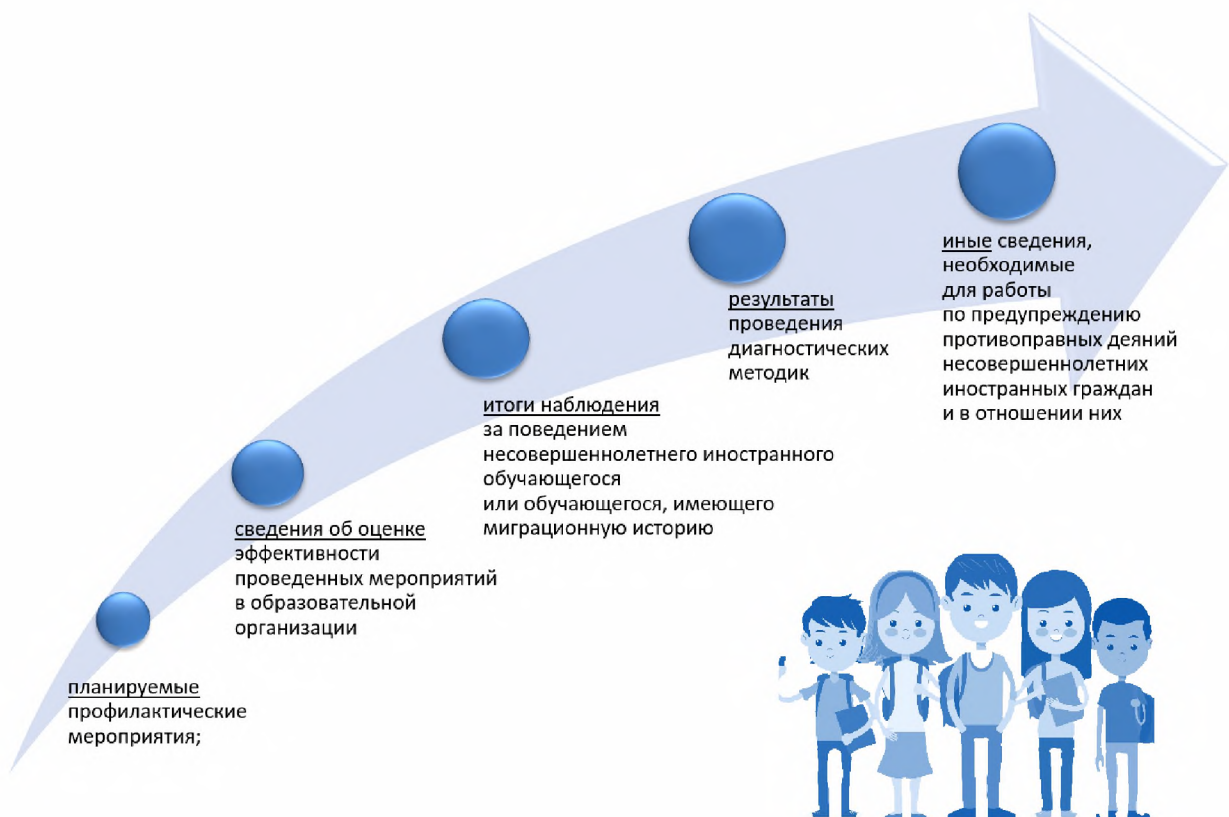 планируемые
профилактические
мероприятия;
сведения об оценке
эффективности
проведенных мероприятий
в образовательной
организации
итоги наблюдения
за поведением
несовершеннолетнего иностранного
обучающегося
или обучающегося, имеющего
миграционную историю
результаты
проведения
диагностических
методик
иные сведения,
необходимые
для работы
по предупреждению
противоправных деяний
несовершеннолетних
иностранных граждан
и в отношении них